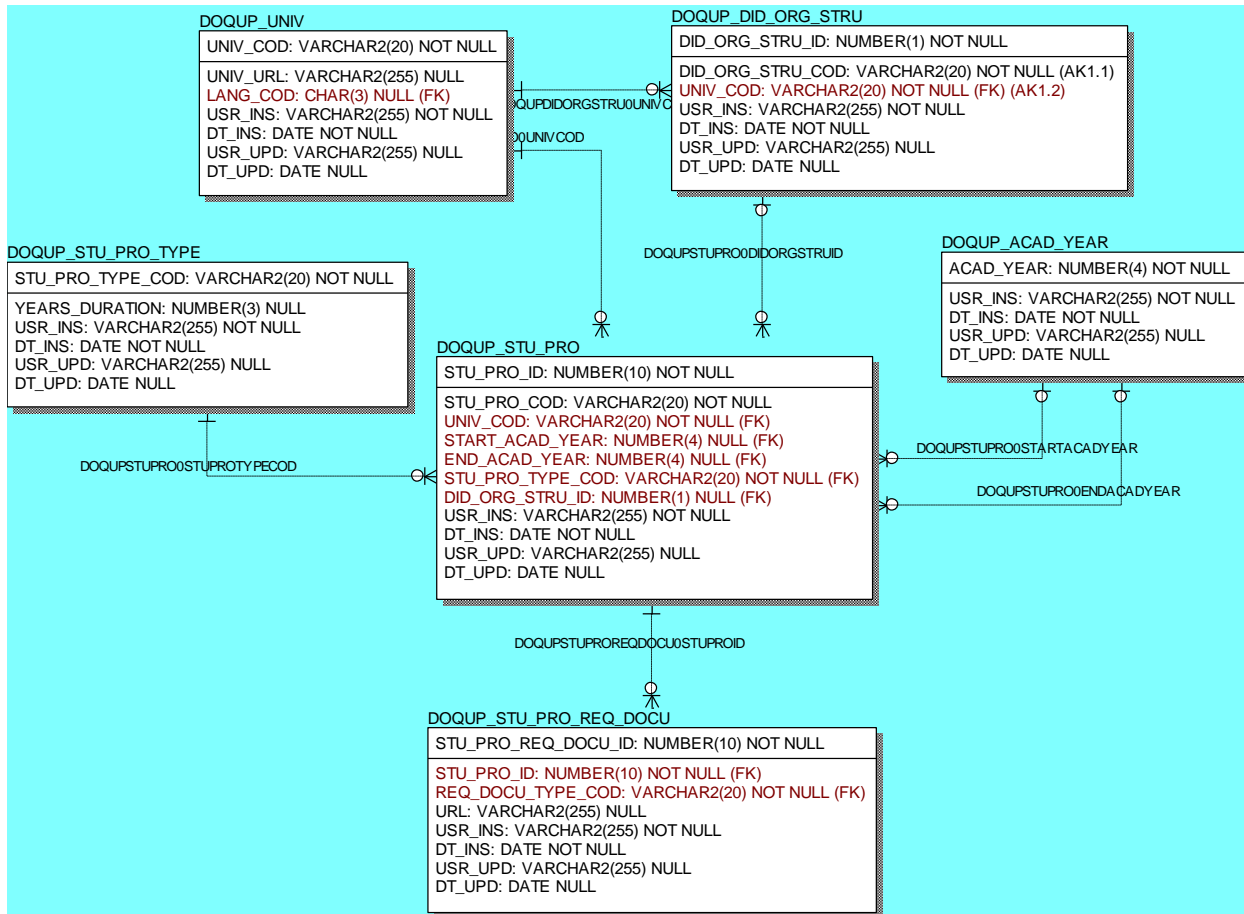 DOQUP_UNIV
UNIV_COD: VARCHAR2(20) NOT NULL
UNIV_URL: VARCHAR2(255) NULL
LANG_COD: CHAR(3) NULL (FK)
USR_INS: VARCHAR2(255) NOT NULL
DT_INS: DATE NOT NULL
USR_UPD: VARCHAR2(255) NULL
DT_UPD: DATE NULL
DOQUP_DID_ORG_STRU
DID_ORG_STRU_ID: NUMBER(1) NOT NULL
DID_ORG_STRU_COD: VARCHAR2(20) NOT NULL (AK1.1)
UNIV_COD: VARCHAR2(20) NOT NULL (FK) (AK1.2)
USR_INS: VARCHAR2(255) NOT NULL
DT_INS: DATE NOT NULL
USR_UPD: VARCHAR2(255) NULL
DT_UPD: DATE NULL
0UNIVCOD
DOQUPSTUPRO0DIDORGSTRUID
DOQUP_STU_PRO_TYPE
STU_PRO_TYPE_COD: VARCHAR2(20) NOT NULL
YEARS_DURATION: NUMBER(3) NULL
USR_INS: VARCHAR2(255) NOT NULL
DT_INS: DATE NOT NULL
USR_UPD: VARCHAR2(255) NULL
DT_UPD: DATE NULL
DOQUP_ACAD_YEAR
ACAD_YEAR: NUMBER(4) NOT NULL
USR_INS: VARCHAR2(255) NOT NULL
DT_INS: DATE NOT NULL
USR_UPD: VARCHAR2(255) NULL
DT_UPD: DATE NULL
DOQUP_STU_PRO
STU_PRO_ID: NUMBER(10) NOT NULL
STU_PRO_COD: VARCHAR2(20) NOT NULL
UNIV_COD: VARCHAR2(20) NOT NULL (FK)
START_ACAD_YEAR: NUMBER(4) NULL (FK)
END_ACAD_YEAR: NUMBER(4) NULL (FK)
STU_PRO_TYPE_COD: VARCHAR2(20) NOT NULL (FK)
DID_ORG_STRU_ID: NUMBER(1) NULL (FK)
USR_INS: VARCHAR2(255) NOT NULL
DT_INS: DATE NOT NULL
USR_UPD: VARCHAR2(255) NULL
DT_UPD: DATE NULL
DOQUPSTUPRO0STUPROTYPECOD
DOQUPSTUPRO0STARTACADYEAR
DOQUPSTUPRO0ENDACADYEAR
DOQUPSTUPROREQDOCU0STUPROID
DOQUP_STU_PRO_REQ_DOCU
STU_PRO_REQ_DOCU_ID: NUMBER(10) NOT NULL
STU_PRO_ID: NUMBER(10) NOT NULL (FK)
REQ_DOCU_TYPE_COD: VARCHAR2(20) NOT NULL (FK)
URL: VARCHAR2(255) NULL
USR_INS: VARCHAR2(255) NOT NULL
DT_INS: DATE NOT NULL
USR_UPD: VARCHAR2(255) NULL
DT_UPD: DATE NULL